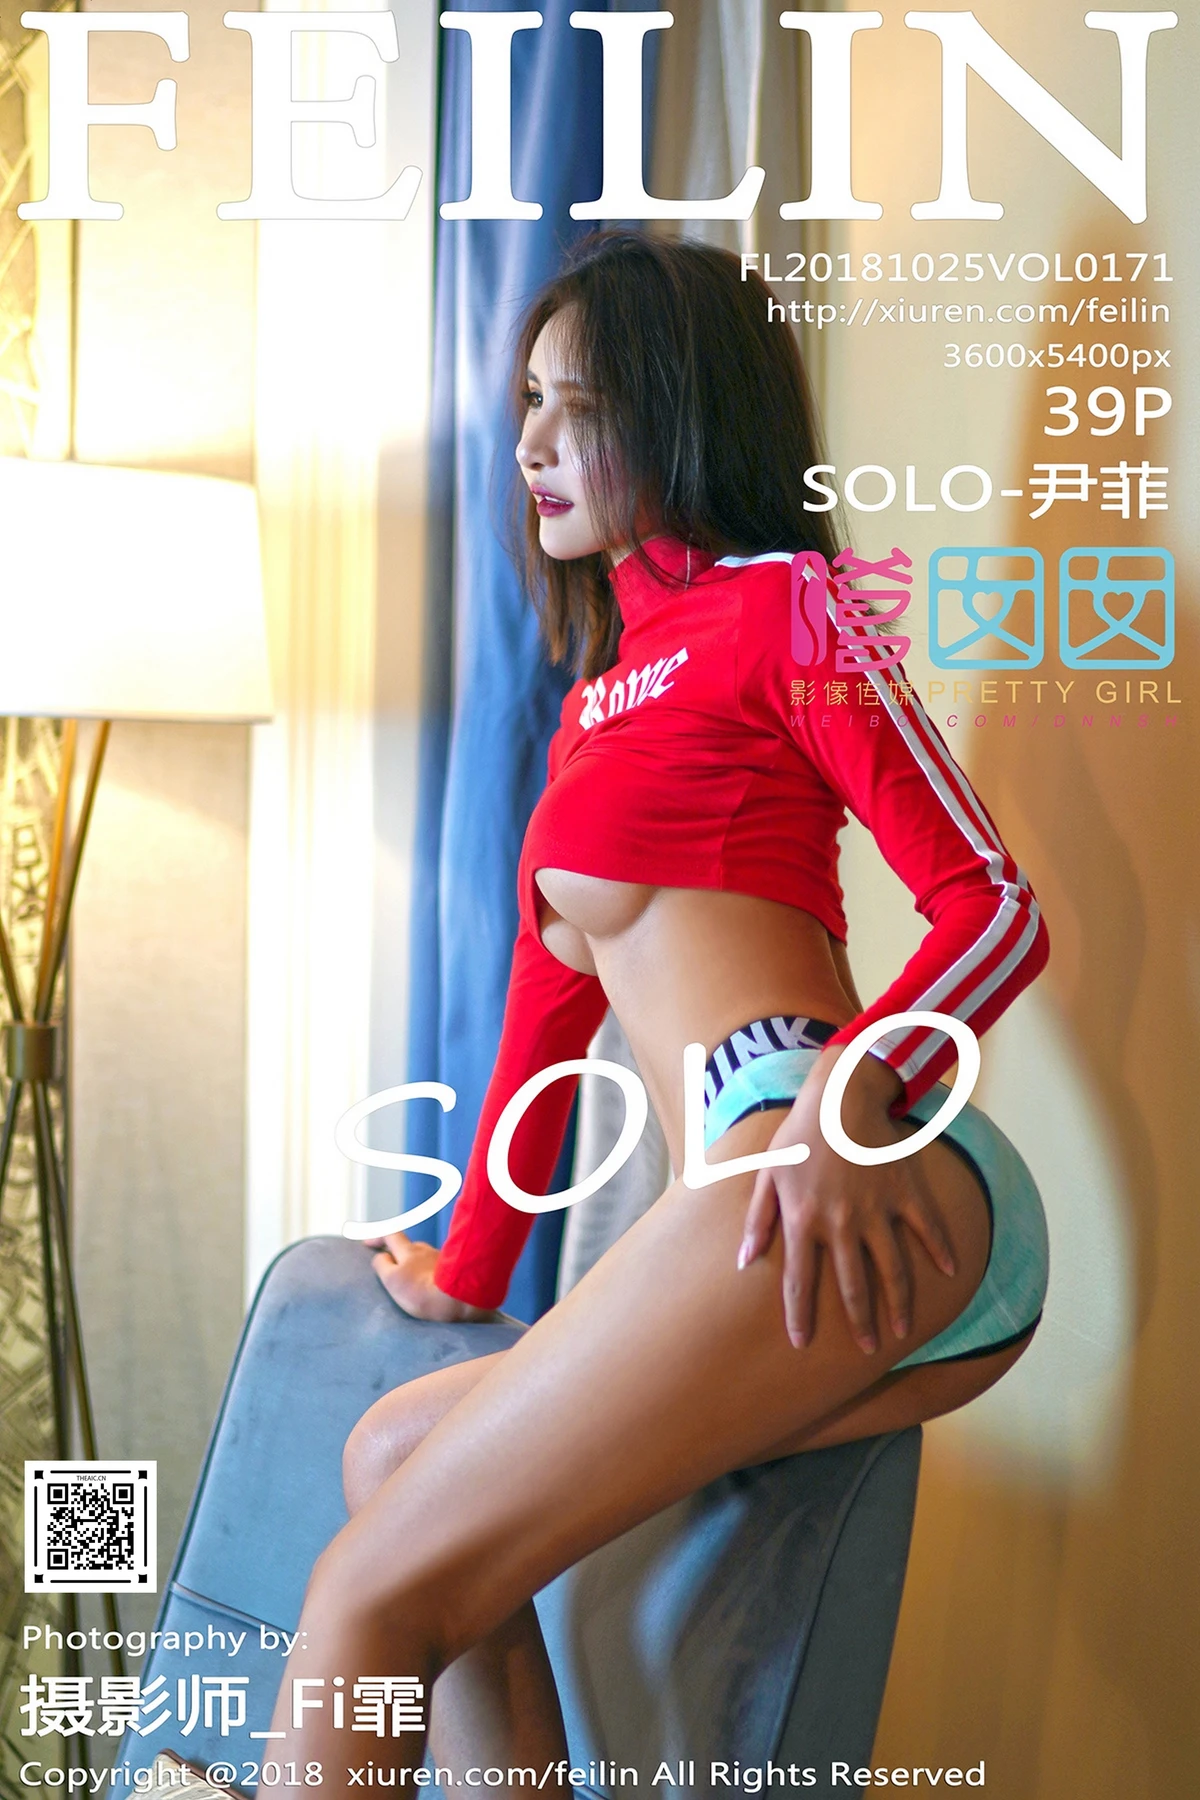 FEILIN
FL20181025VOL0171
http://xiuren.com/feilin
3600x5400px
39P
SOLO-尹菲
嗲囡囡
影像传媒 PRETTY GIRL
WEIBO.COM/DNNSH
Rome
PINK
SOLO
THEAIC.CN
Photography by:
摄影师_Fi霏
Copyright @2018 xiuren.com/feilin All Rights Reserved